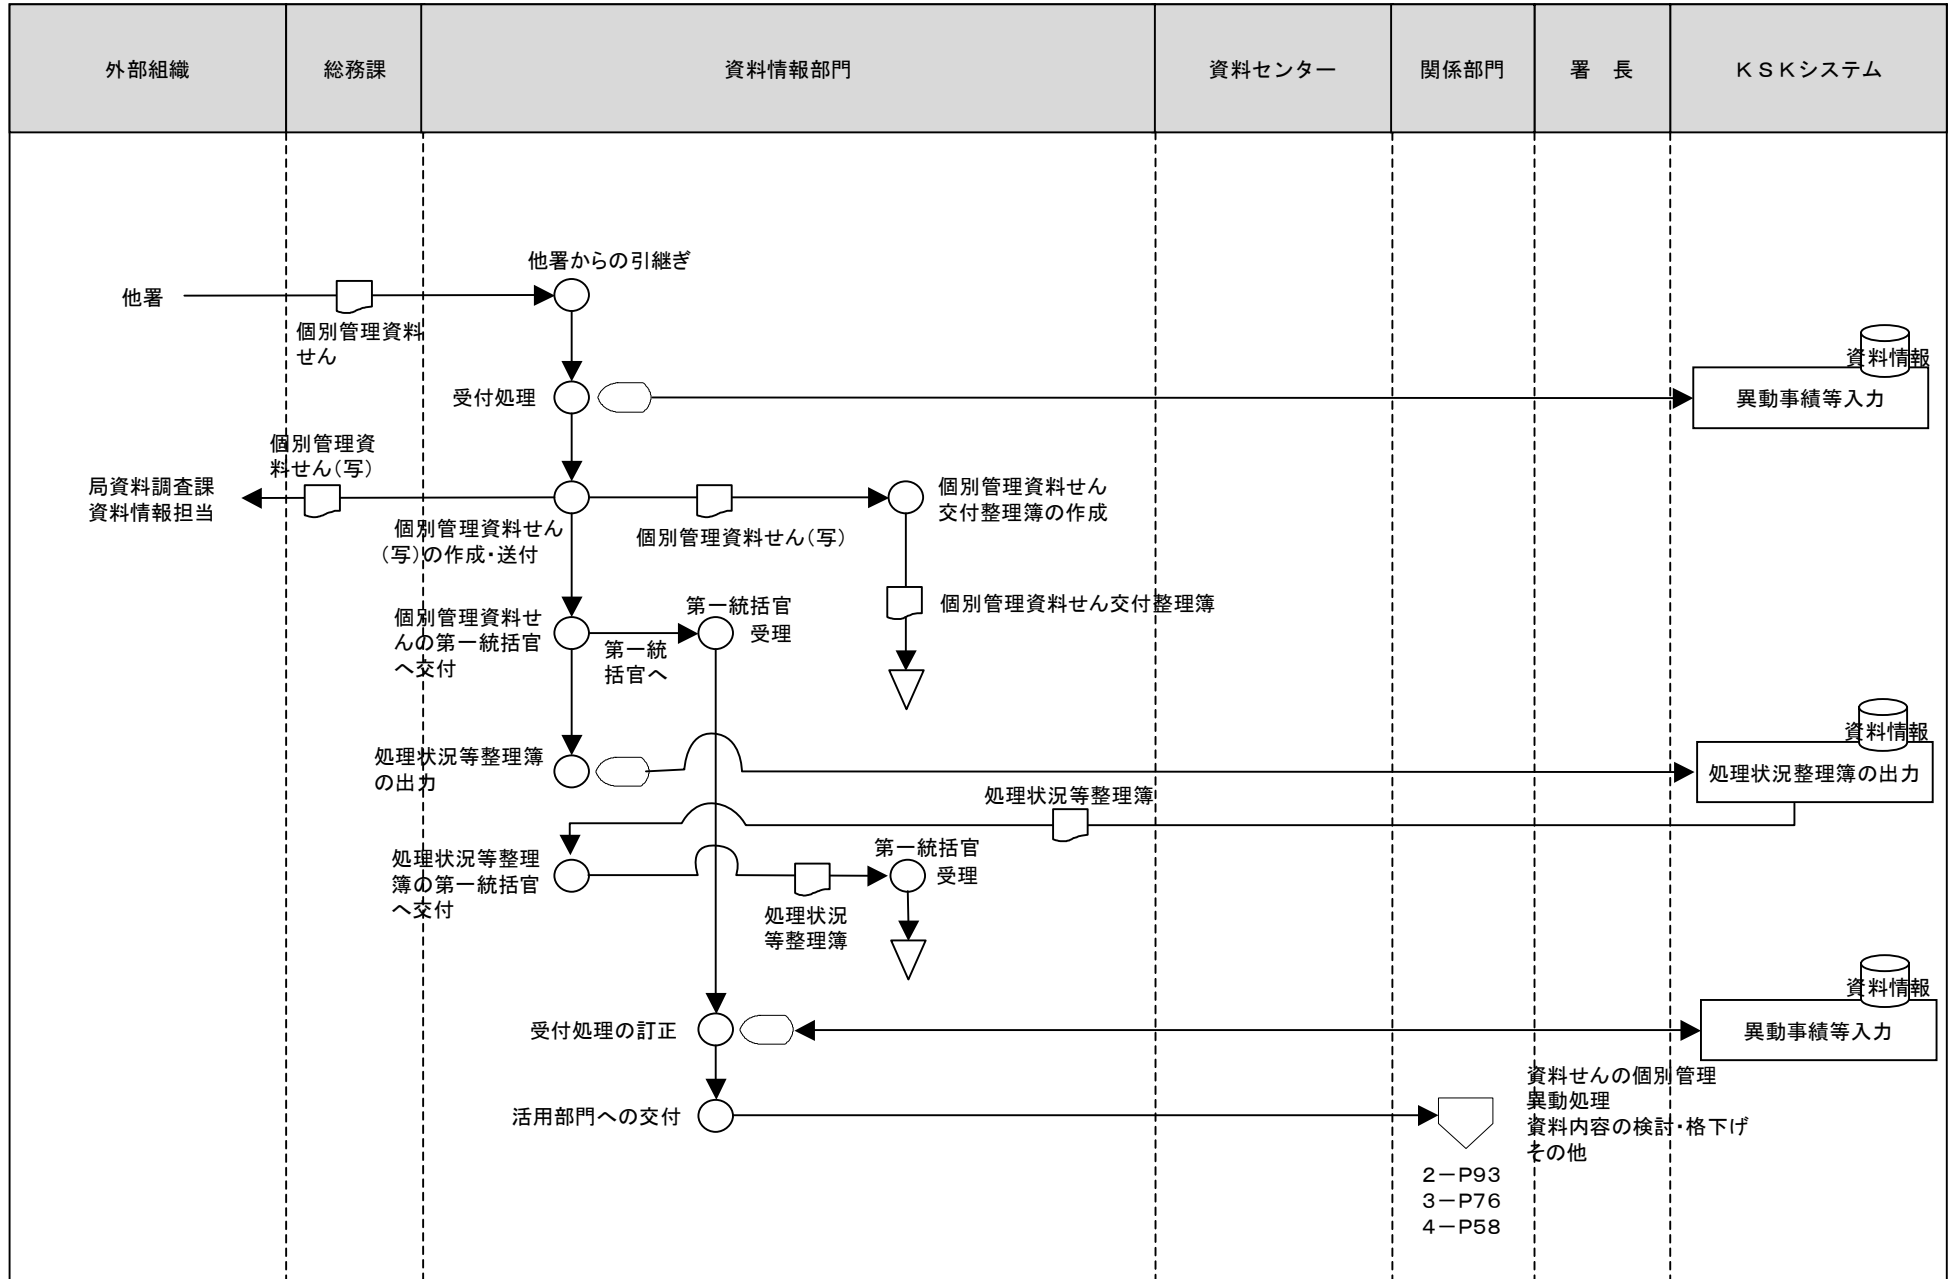 外部組織
総務課
資料情報部門
資料センター
関係部門
署　長
ＫＳＫシステム
他署からの引継ぎ
他署
個別管理資料
せん
資料情報
受付処理
異動事績等入力
個別管理資
料せん（写）
局資料調査課
資料情報担当
個別管理資料せん
（写）の作成・送付
個別管理資料せん（写）
個別管理資料せん
交付整理簿の作成
個別管理資料せん交付整理簿
個別管理資料せ
んの第一統括官
へ交付
第一統
括官へ
第一統括官
受理
資料情報
処理状況等整理簿
の出力
処理状況整理簿の出力
処理状況等整理簿
処理状況等整理
簿の第一統括官
へ交付
処理状況
等整理簿
第一統括官
受理
資料情報
受付処理の訂正
異動事績等入力
活用部門への交付
資料せんの個別管理
異動処理
資料内容の検討・格下げ
その他
２－Ｐ93
３－Ｐ76
４－Ｐ58